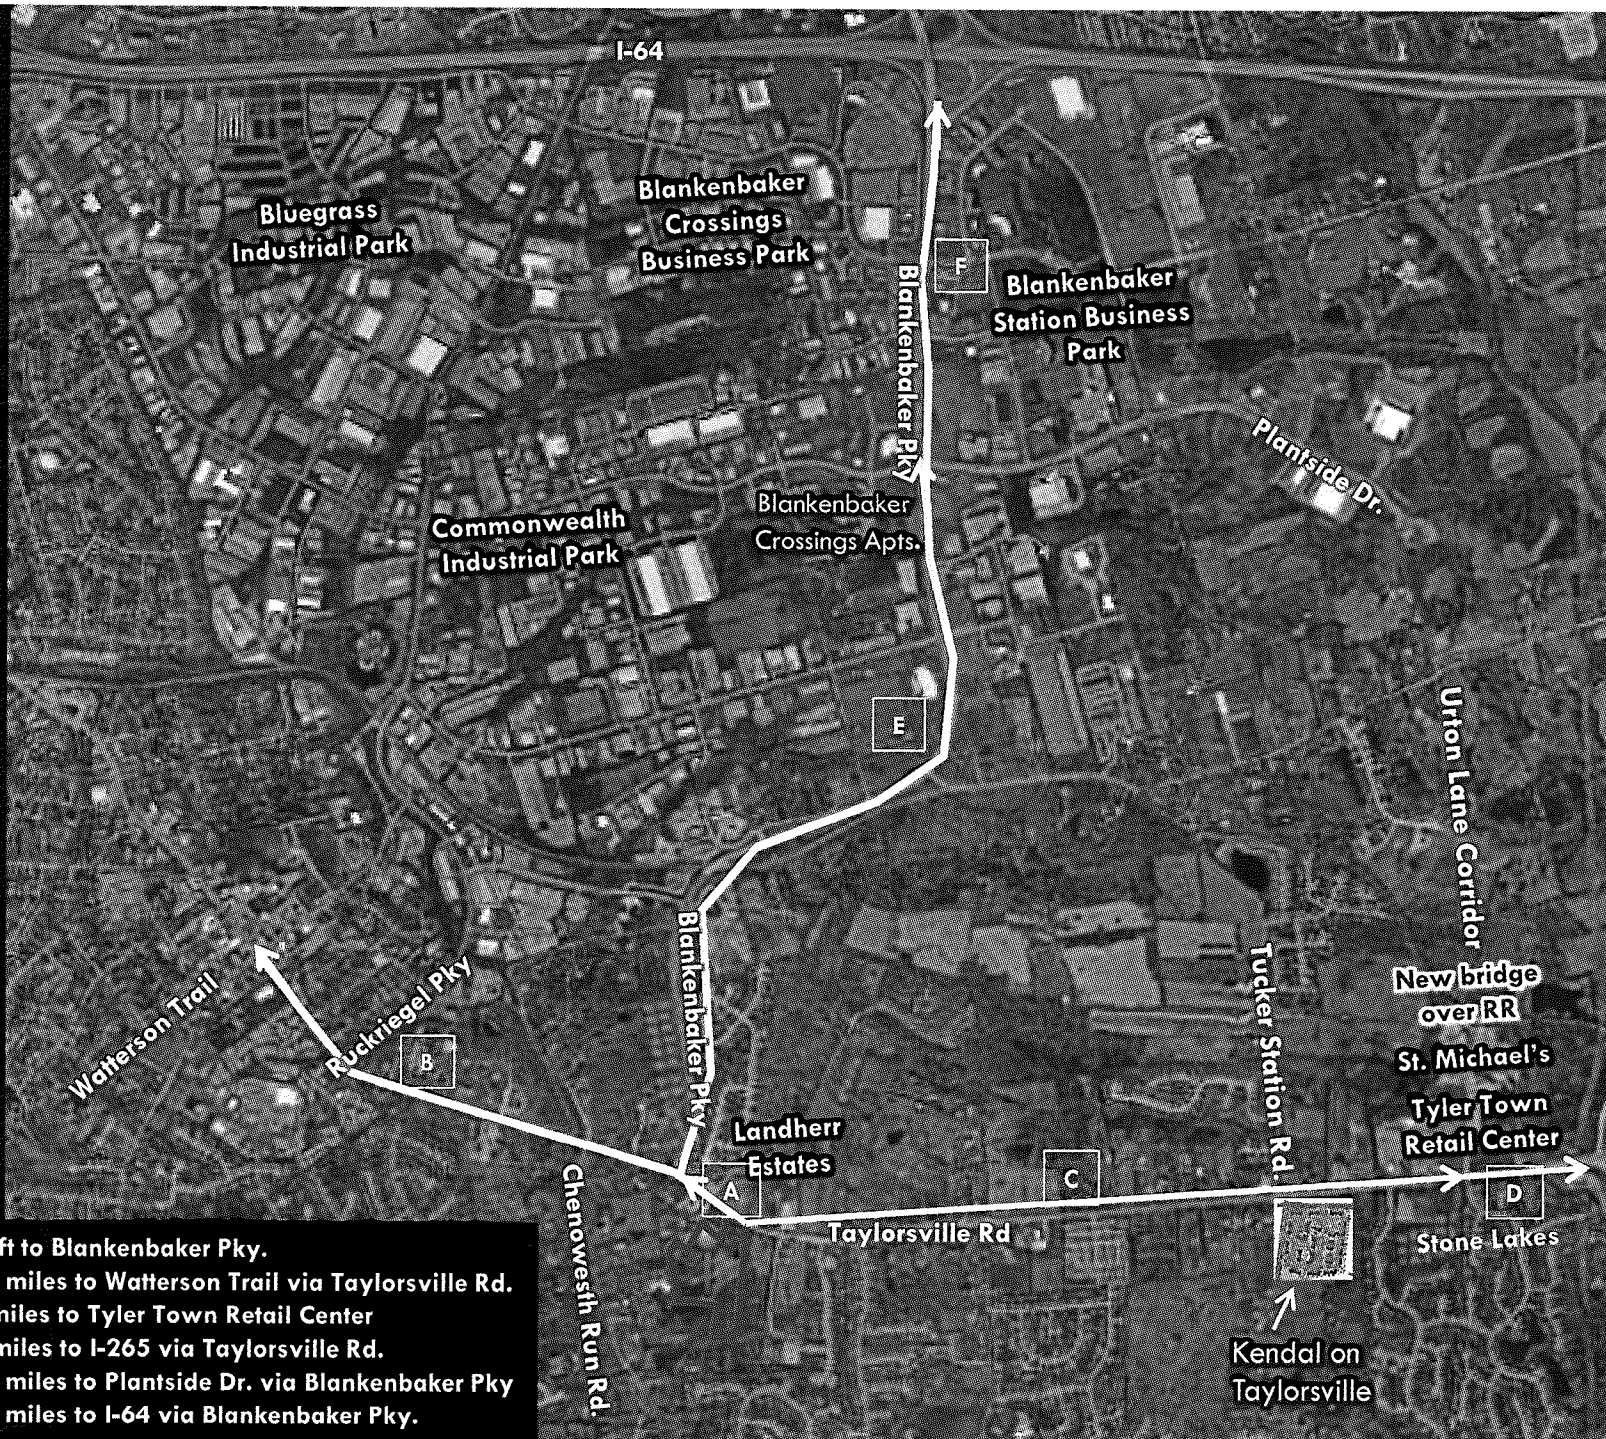 I-64
Bluegrass
Industrial Park
Blankenbaker
Crossings
Business Park
Blankenbaker Pky
F
Blankenbaker
Station Business
Park
Plantside Dr.
Commonwealth
Industrial Park
Blankenbaker
Crossings Apts.
E
Urton Lane Corridor
Blankenbaker Pky
Watterson Trail
Ruckriegel Pky
B
Tucker Station Rd.
New bridge
over RR
St. Michael's
Tyler Town
Retail Center
Landherr
Estates
A
C
D
Chenowesth Run Rd.
Taylorsville Rd
Stone Lakes
Kendal on
Taylorsville
ft to Blankenbaker Pky.
miles to Watterson Trail via Taylorsville Rd.
miles to Tyler Town Retail Center
miles to I-265 via Taylorsville Rd.
miles to Plantside Dr. via Blankenbaker Pky
miles to I-64 via Blankenbaker Pky.